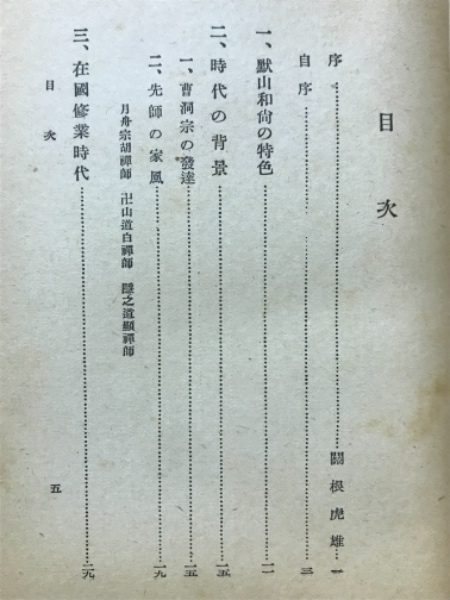 目次
序……………………關根虎雄…一
自序……………………三
一、默山和尙の特色……………………一一
二、時代の背景……………………一五
一、曹洞宗の發達……………………一五
二、先師の家風……………………一九
月舟宗胡禪師 卍山道白禪師 隱之道顯禪師
三、在國修業時代……………………二九
目次 五